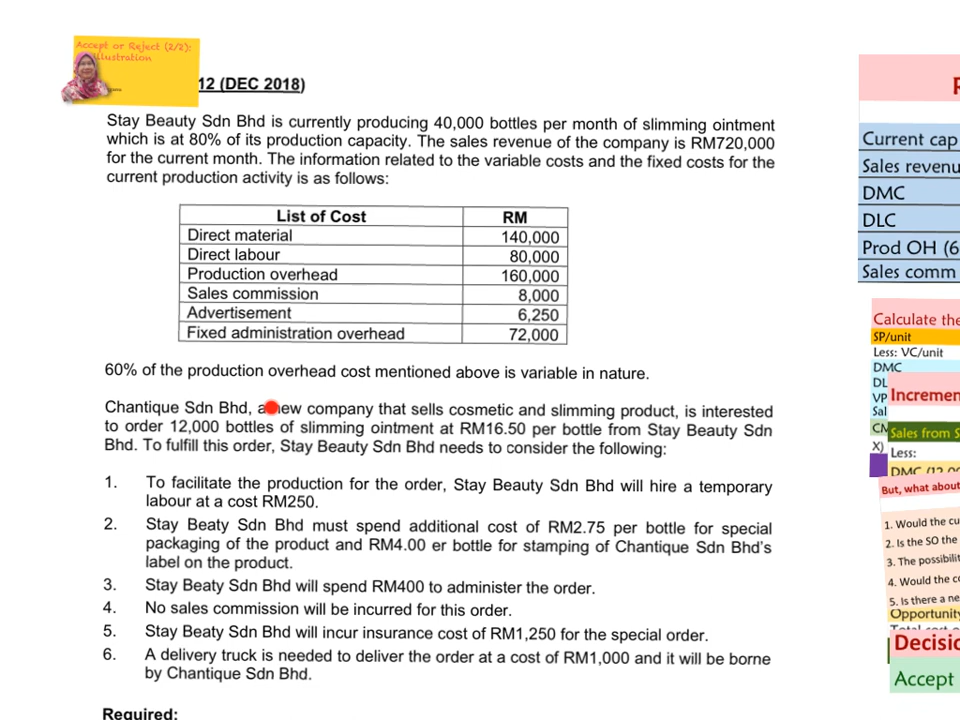 Accept or Reject (2/2):
12 (DEC 2018)
Stay Beauty Sdn Bhd is currently producing 40,000 bottles per month of slimming ointment
which is at 80% of its production capacity. The sales revenue of the company is RM720,000
for the current month. The information related to the variable costs and the fixed costs for the
current production activity is as follows:
List of Cost RM
Direct material 140,000
Direct labour 80,000
Production overhead 160,000
Sales commission 8,000
Advertisement 6,250
Fixed administration overhead 72,000
60% of the production overhead cost mentioned above is variable in nature.
Chantique Sdn Bhd, a new company that sells cosmetic and slimming product, is interested
to order 12,000 bottles of slimming ointment at RM16.50 per bottle from Stay Beauty Sdn
Bhd. To fulfill this order, Stay Beauty Sdn Bhd needs to consider the following:
1. To facilitate the production for the order, Stay Beauty Sdn Bhd will hire a temporary
labour at a cost RM250.
2. Stay Beaty Sdn Bhd must spend additional cost of RM2.75 per bottle for special
packaging of the product and RM4.00 er bottle for stamping of Chantique Sdn Bhd's
label on the product.
3. Stay Beaty Sdn Bhd will spend RM400 to administer the order.
4. No sales commission will be incurred for this order.
5. Stay Beaty Sdn Bhd will incur insurance cost of RM1,250 for the special order.
6. A delivery truck is needed to deliver the order at a cost of RM1,000 and it will be borne
by Chantique Sdn Bhd.
Required:
Current cap
Sales revenu
DMC
DLC
Prod OH (6
Sales comm
Calculate the
SP/unit
Less: VC/unit
DMC
DL
VP
Sal
CM
X)
Incremen
Sales from S
Less:
But, what about
1. Would the cu
2. Is the SO the
3. The possibilit
4. Would the co
5. Is there a ne
Opportunity
Decisio
Accept